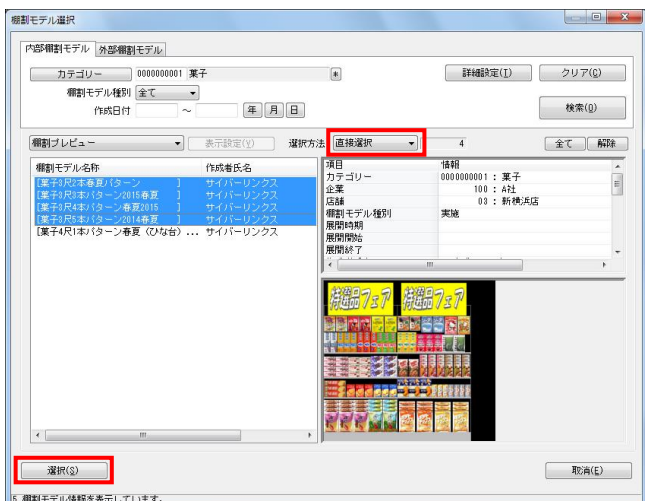 棚割モデル選択
内部棚割モデル 外部棚割モデル
カテゴリー 0000000001 菓子 * 詳細設定(I) クリア(C)
棚割モデル種別 全て
作成日付 ～ 年 月 日 検索(Q)
棚割プレビュー 表示設定(V) 選択方法 直接選択 4 全て 解除
棚割モデル名称 作成者氏名
[菓子3尺2本春夏パターン ] サイバーリンクス
[菓子3尺3本パターン2015春夏 ] サイバーリンクス
[菓子3尺4本パターン春夏2015 ] サイバーリンクス
[菓子3尺5本パターン2014春夏 ] サイバーリンクス
[菓子4尺1本パターン春夏（ひな台）... サイバーリンクス
項目 情報
カテゴリー 0000000001 : 菓子
企業 100 : A社
店舗 03 : 新横浜店
棚割モデル種別 実施
展開時期
展開開始
展開終了
特選品フェア 特選品フェア
選択(S) 取消(E)
5 棚割モデル情報を表示しています。